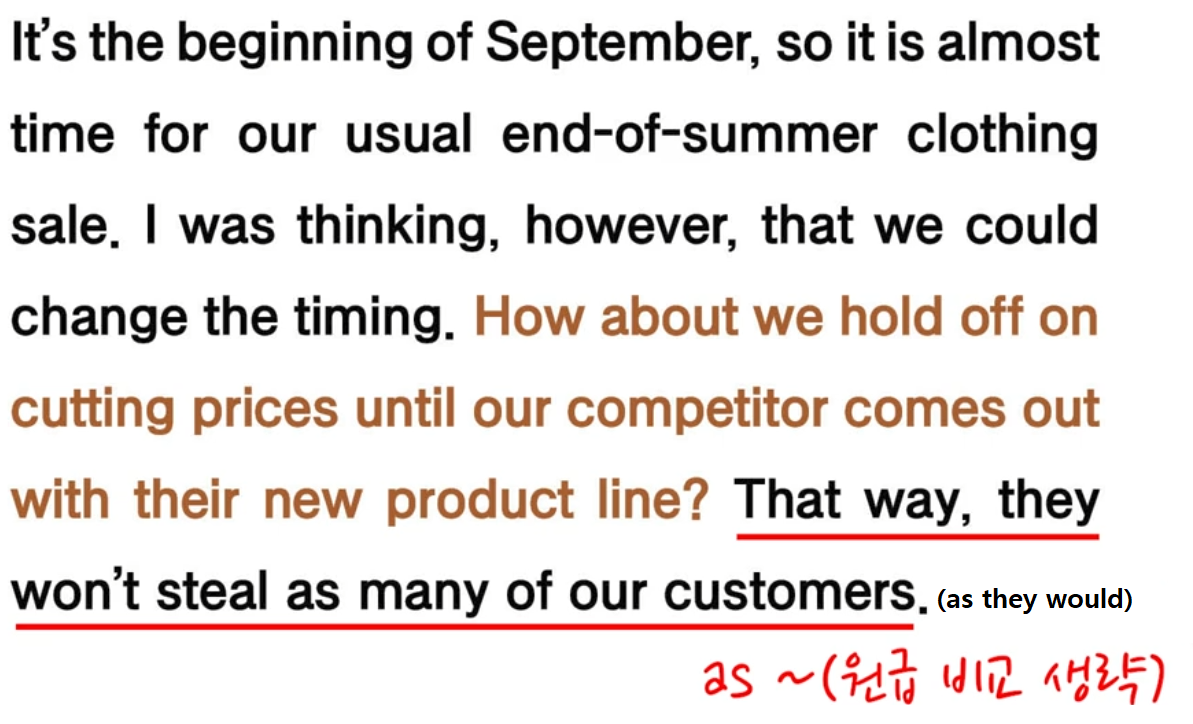 It's the beginning of September, so it is almost
time for our usual end-of-summer clothing
sale. I was thinking, however, that we could
change the timing. How about we hold off on
cutting prices until our competitor comes out
with their new product line? That way, they
won't steal as many of our customers. (as they would)
as ~(원급 비교 생략)